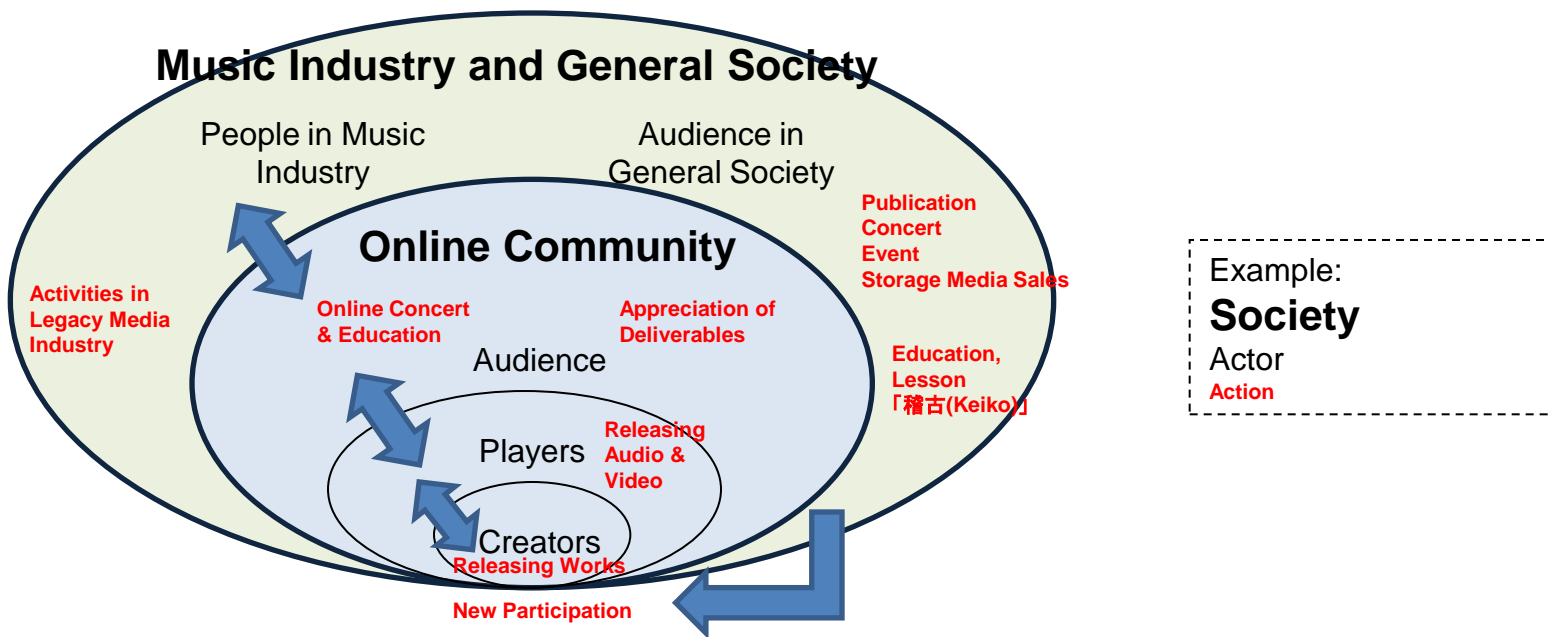 Music Industry and General Society
People in Music
Industry
Audience in
General Society
Publication
Concert
Event
Storage Media Sales
Online Community
Activities in
Legacy Media
Industry
Online Concert
& Education
Appreciation of
Deliverables
Audience
Education,
Lesson
「稽古(Keiko)」
Players
Releasing
Audio &
Video
Creators
Releasing Works
New Participation
Example:
Society
Actor
Action